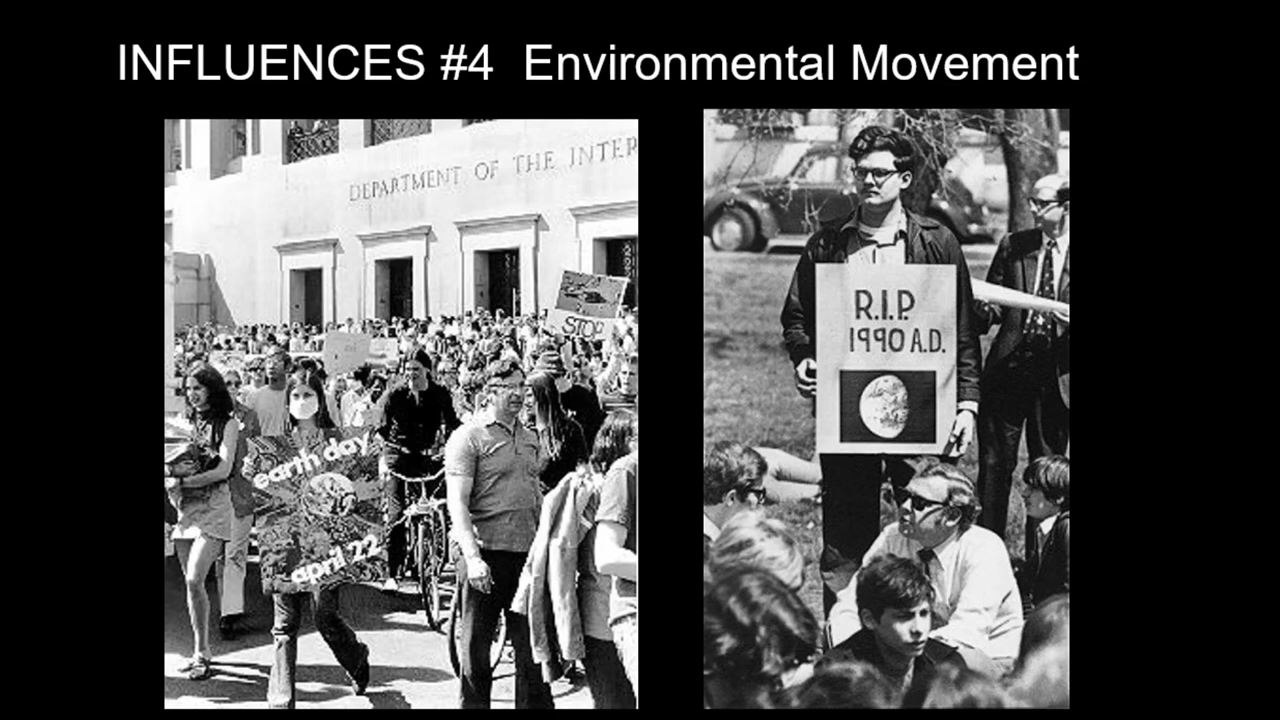 INFLUENCES #4  Environmental Movement
DEPARTMENT OF THE INTER
STOP
earth day
april 22
R.I.P.
1990 A.D.